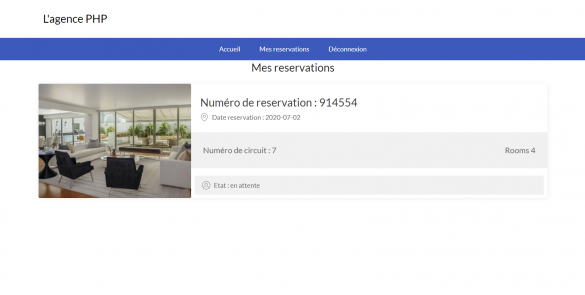 L'agence PHP
Accueil Mes reservations Déconnexion
Mes reservations
Numéro de reservation : 914554
Date reservation : 2020-07-02
Numéro de circuit : 7 Rooms 4
Etat : en attente